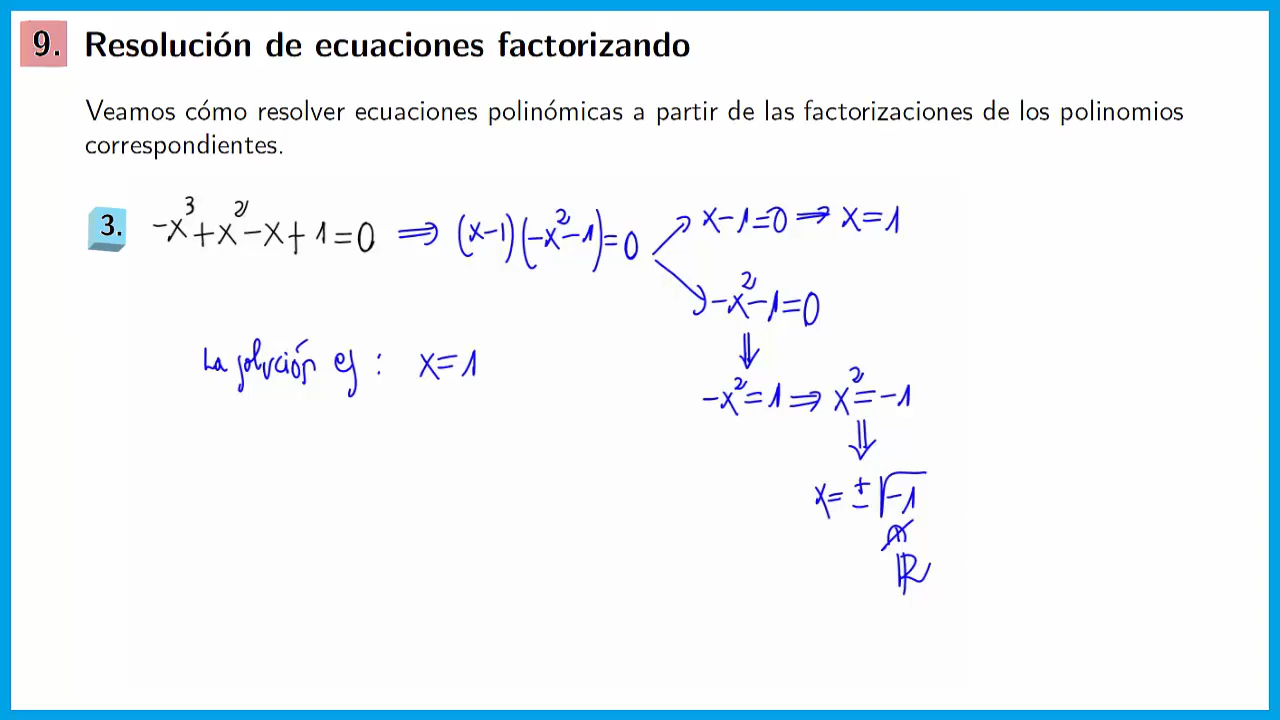 9. Resolución de ecuaciones factorizando
Veamos cómo resolver ecuaciones polinómicas a partir de las factorizaciones de los polinomios
correspondientes.
3. -x³+x²-x+1=0 ⇒ (x-1)(-x²-1)=0 x-1=0 ⇒ x=1
-x²-1=0
⇓
La solución es: x=1
-x²=1 ⇒ x²=-1
⇓
x=±√-1
∉
ℝ